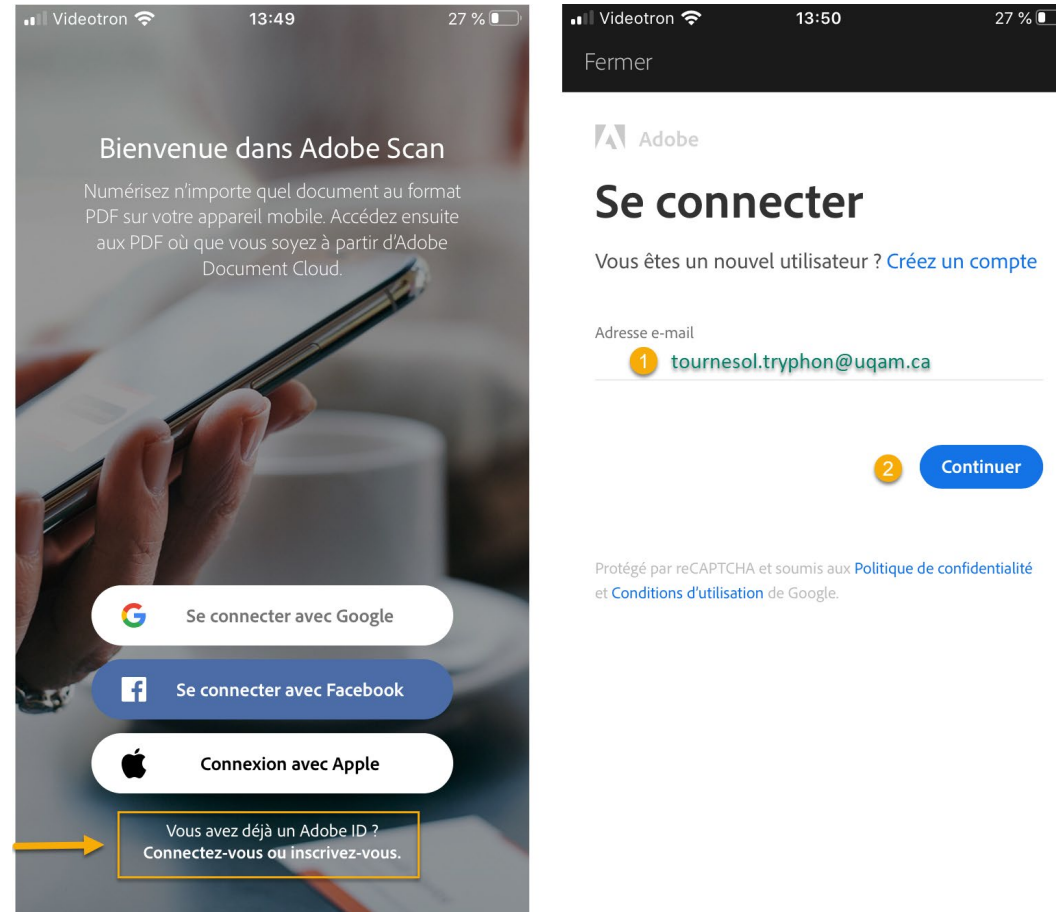 Videotron 13:49 27 %
Bienvenue dans Adobe Scan
Numérisez n'importe quel document au format
PDF sur votre appareil mobile. Accédez ensuite
aux PDF où que vous soyez à partir d'Adobe
Document Cloud.
Se connecter avec Google
Se connecter avec Facebook
Connexion avec Apple
Vous avez déjà un Adobe ID ?
Connectez-vous ou inscrivez-vous.
Videotron 13:50 27 %
Fermer
Adobe
Se connecter
Vous êtes un nouvel utilisateur ? Créez un compte
Adresse e-mail
1 tournesol.tryphon@uqam.ca
2 Continuer
Protégé par reCAPTCHA et soumis aux Politique de confidentialité
et Conditions d'utilisation de Google.